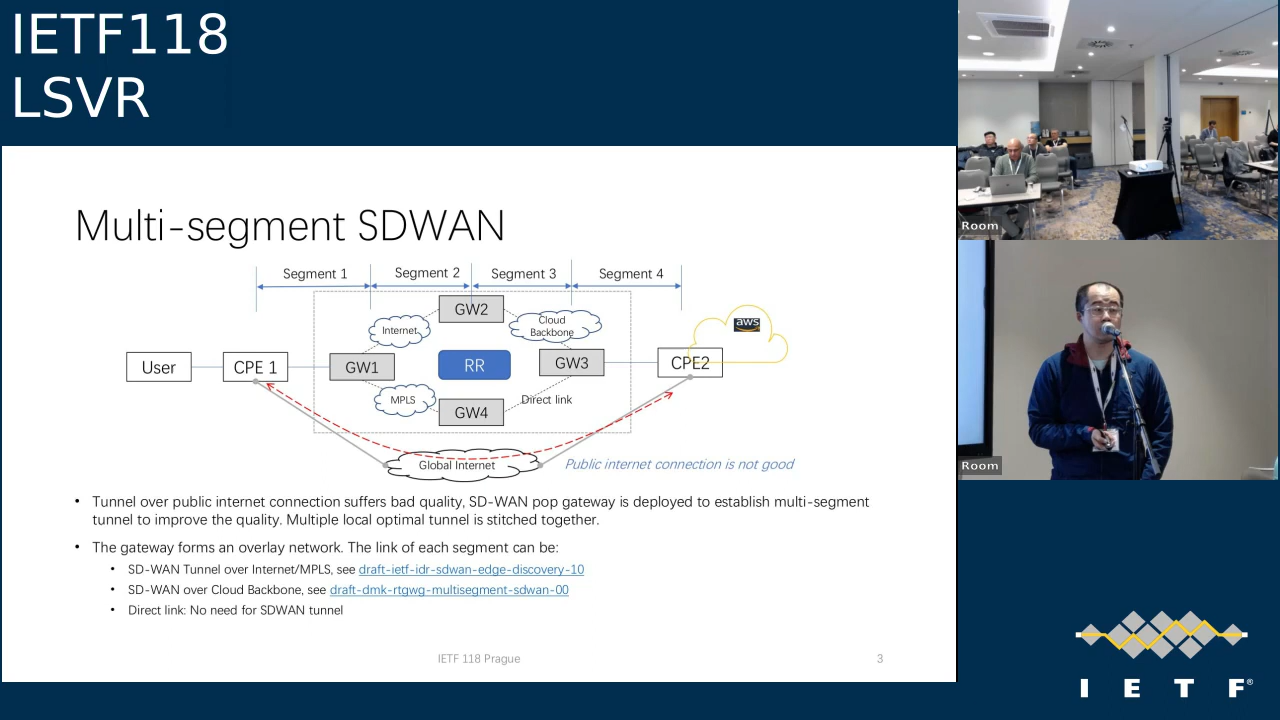 IETF118
LSVR
Multi-segment SDWAN
Segment 1
Segment 2
Segment 3
Segment 4
GW2
Internet
Cloud
Backbone
aws
User
CPE 1
GW1
RR
GW3
CPE2
MPLS
GW4
Direct link
Global Internet
Public internet connection is not good
• Tunnel over public internet connection suffers bad quality, SD-WAN pop gateway is deployed to establish multi-segment
tunnel to improve the quality. Multiple local optimal tunnel is stitched together.
• The gateway forms an overlay network. The link of each segment can be:
• SD-WAN Tunnel over Internet/MPLS, see draft-ietf-idr-sdwan-edge-discovery-10
• SD-WAN over Cloud Backbone, see draft-dmk-rtgwg-multisegment-sdwan-00
• Direct link: No need for SDWAN tunnel
IETF 118 Prague
3
Room
Room
I E T F®